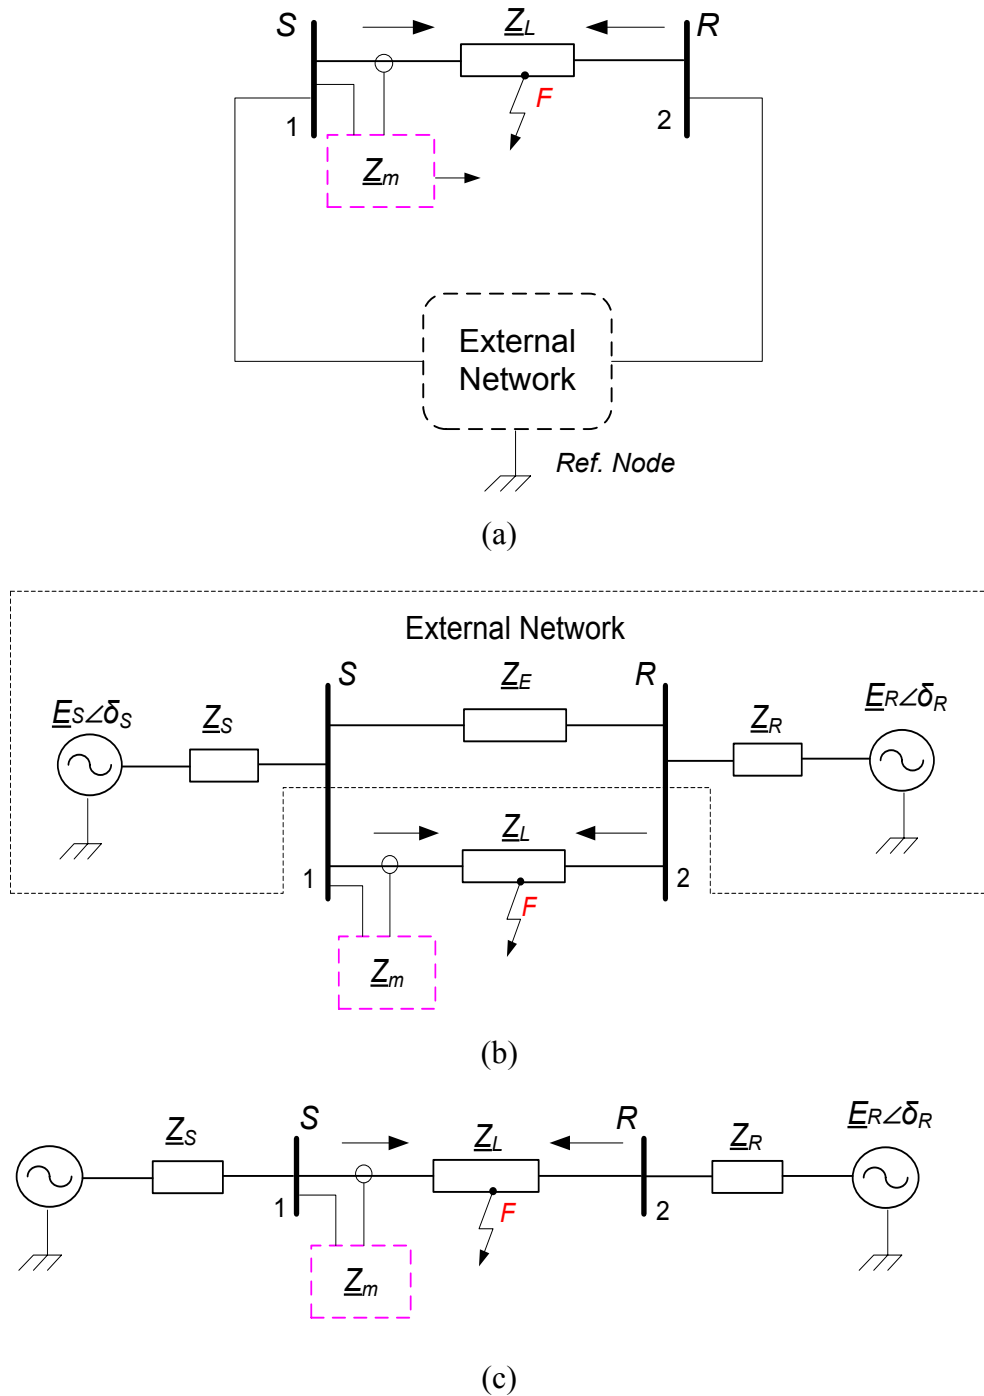 S Z_L R
F
1 2
Z_m
External
Network
Ref. Node
(a)
External Network
S Z_E R
E_S∠δ_S Z_S Z_R E_R∠δ_R
Z_L
1 F 2
Z_m
(b)
S R E_R∠δ_R
Z_S Z_L Z_R
1 F 2
Z_m
(c)